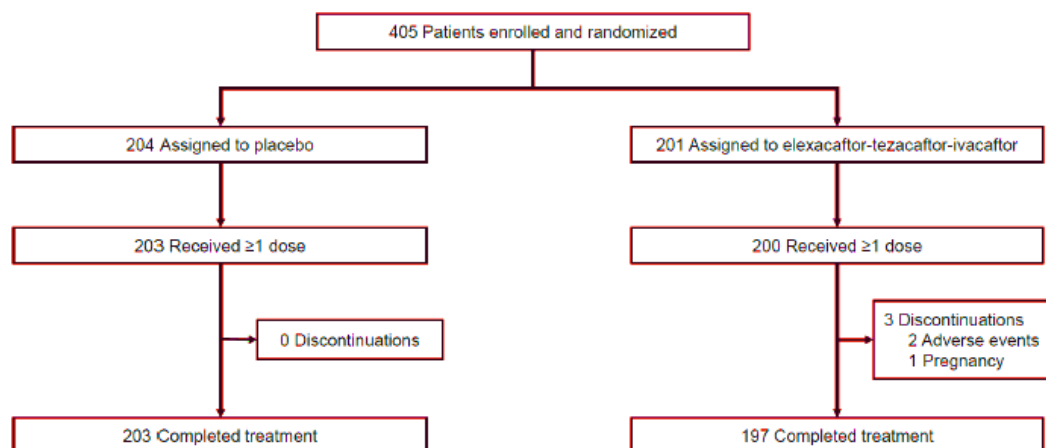 405 Patients enrolled and randomized
204 Assigned to placebo
201 Assigned to elexacaftor-tezacaftor-ivacaftor
203 Received ≥1 dose
200 Received ≥1 dose
0 Discontinuations
3 Discontinuations
2 Adverse events
1 Pregnancy
203 Completed treatment
197 Completed treatment